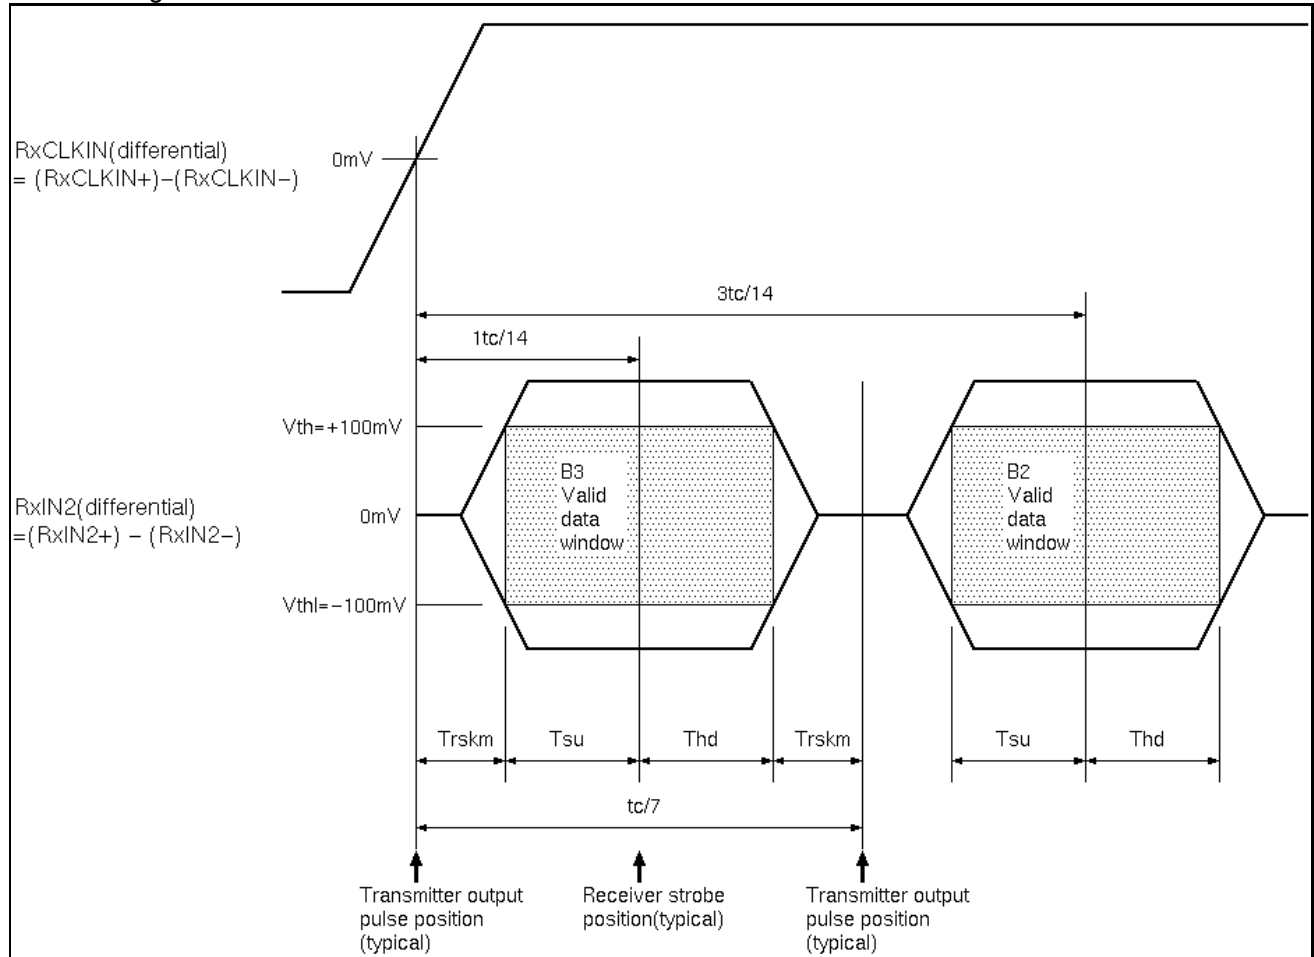 RxCLKIN(differential)
= (RxCLKIN+)−(RxCLKIN−)
0mV
3tc/14
1tc/14
Vth=+100mV
B3
Valid
data
window
B2
Valid
data
window
RxIN2(differential)
=(RxIN2+) − (RxIN2−)
0mV
Vthl=−100mV
Trskm
Tsu
Thd
Trskm
Tsu
Thd
tc/7
Transmitter output
pulse position
(typical)
Receiver strobe
position(typical)
Transmitter output
pulse position
(typical)